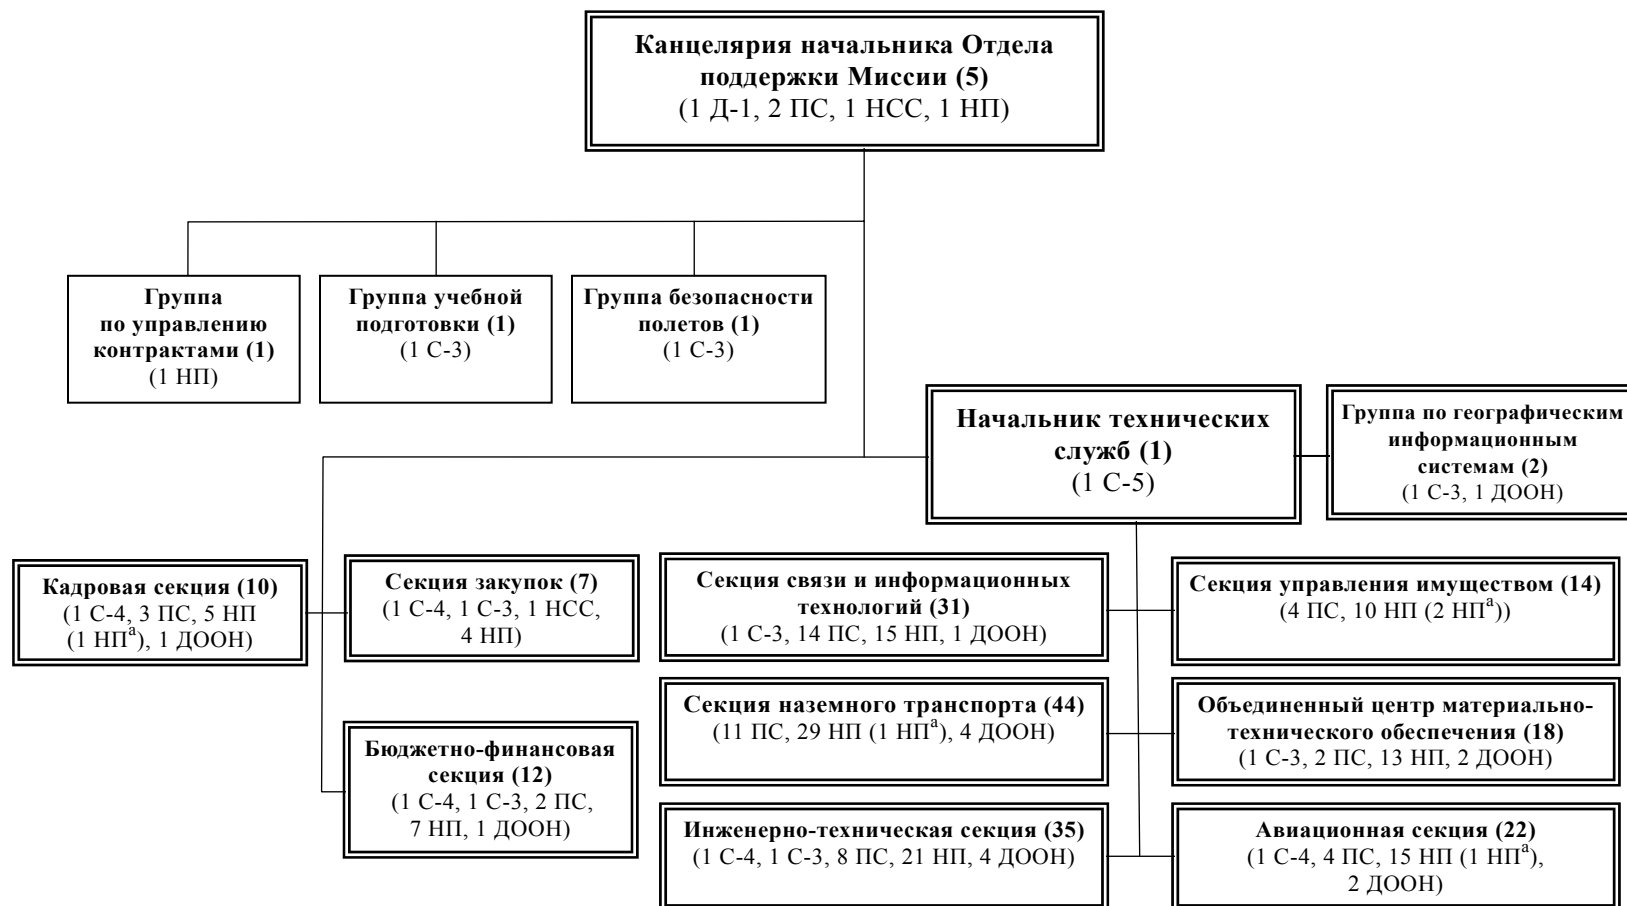 Канцелярия начальника Отдела
поддержки Миссии (5)
(1 Д-1, 2 ПС, 1 НСС, 1 НП)
Группа
по управлению
контрактами (1)
(1 НП)
Группа учебной
подготовки (1)
(1 С-3)
Группа безопасности
полетов (1)
(1 С-3)
Начальник технических
служб (1)
(1 С-5)
Группа по географическим
информационным
системам (2)
(1 С-3, 1 ДООН)
Кадровая секция (10)
(1 С-4, 3 ПС, 5 НП
(1 НПᵃ), 1 ДООН)
Секция закупок (7)
(1 С-4, 1 С-3, 1 НСС,
4 НП)
Бюджетно-финансовая
секция (12)
(1 С-4, 1 С-3, 2 ПС,
7 НП, 1 ДООН)
Секция связи и информационных
технологий (31)
(1 С-3, 14 ПС, 15 НП, 1 ДООН)
Секция управления имуществом (14)
(4 ПС, 10 НП (2 НПᵃ))
Секция наземного транспорта (44)
(11 ПС, 29 НП (1 НПᵃ), 4 ДООН)
Объединенный центр материально-
технического обеспечения (18)
(1 С-3, 2 ПС, 13 НП, 2 ДООН)
Инженерно-техническая секция (35)
(1 С-4, 1 С-3, 8 ПС, 21 НП, 4 ДООН)
Авиационная секция (22)
(1 С-4, 4 ПС, 15 НП (1 НПᵃ),
2 ДООН)